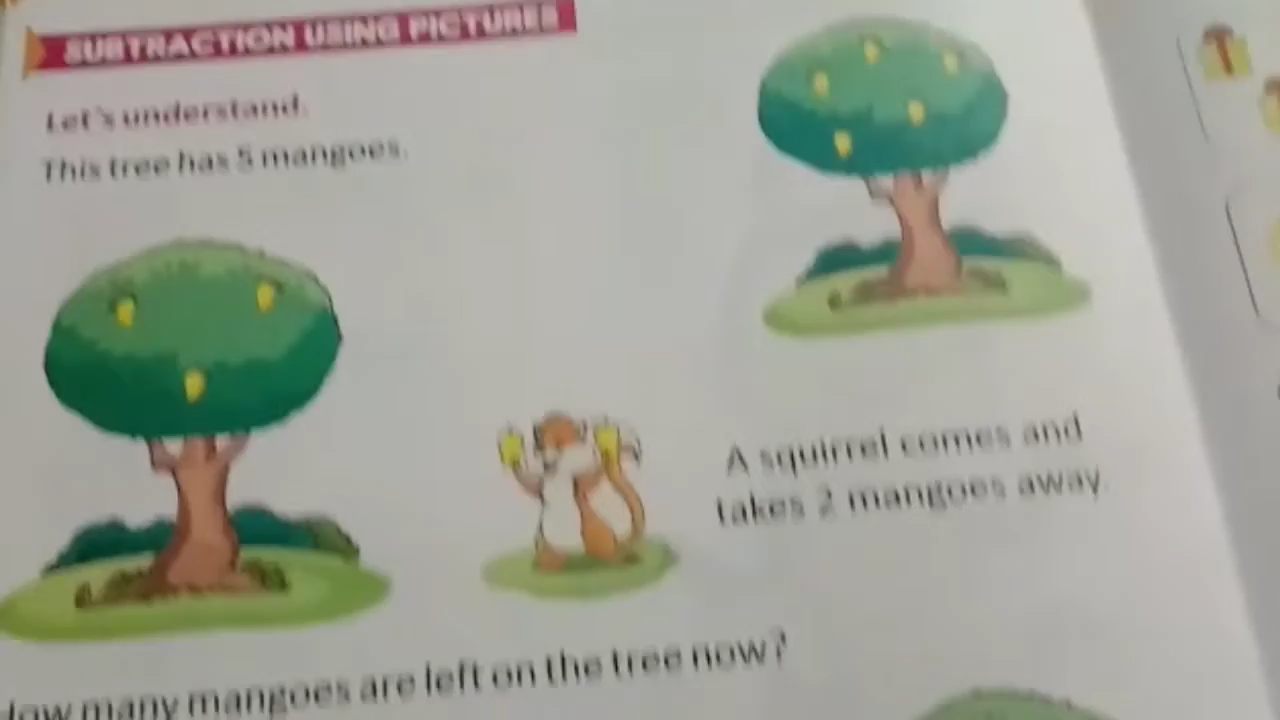 SUBTRACTION USING PICTURES
Let's understand.
This tree has 5 mangoes.
A squirrel comes and
takes 2 mangoes away.
How many mangoes are left on the tree now?